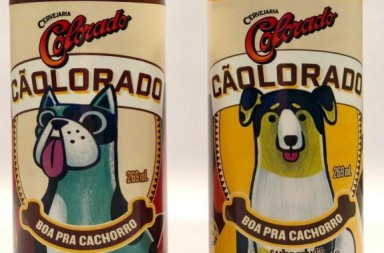 CERVEJARIA
Colorado
CÃOLORADO
269ml
BOA PRA CACHORRO
CERVEJARIA
Colorado
CÃOLORADO
269ml
BOA PRA CACHORRO